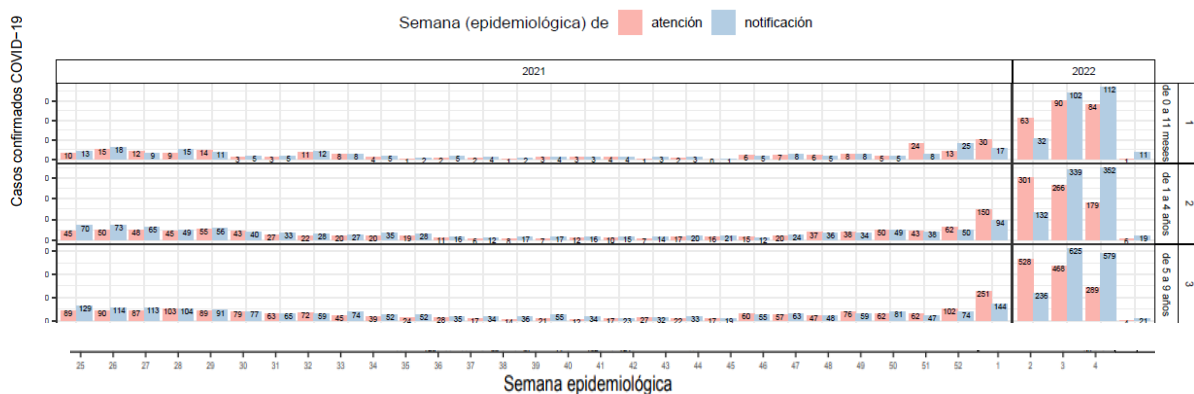 Semana (epidemiológica) de atención notificación
Casos confirmados COVID-19
2021 2022
de 0 a 11 meses
1
10 13 15 18 12 9 9 15 14 11 3 5 3 5 11 12 8 8 4 5 1 2 2 5 2 4 1 2 3 4 3 3 4 4 1 3 2 3 0 1 6 5 7 8 6 5 8 8 5 5 24 8 13 25 30 17 63 32 90 102 84 112 1 11
de 1 a 4 años
2
45 70 50 73 48 65 45 49 55 56 43 40 27 33 22 28 20 27 20 35 19 28 11 16 6 12 8 17 7 17 12 16 10 15 7 14 17 20 16 21 15 12 20 24 37 36 38 34 50 49 43 38 62 50 150 94 301 132 266 339 179 352 6 19
de 5 a 9 años
3
89 129 90 114 87 113 103 104 89 91 79 77 63 65 72 59 45 74 39 52 24 52 28 35 17 34 14 36 21 55 12 34 17 23 27 32 22 33 17 19 60 55 57 63 47 48 76 59 62 81 62 47 102 74 251 144 528 236 468 625 289 579 21
25 26 27 28 29 30 31 32 33 34 35 36 37 38 39 40 41 42 43 44 45 46 47 48 49 50 51 52 1 2 3 4
Semana epidemiológica